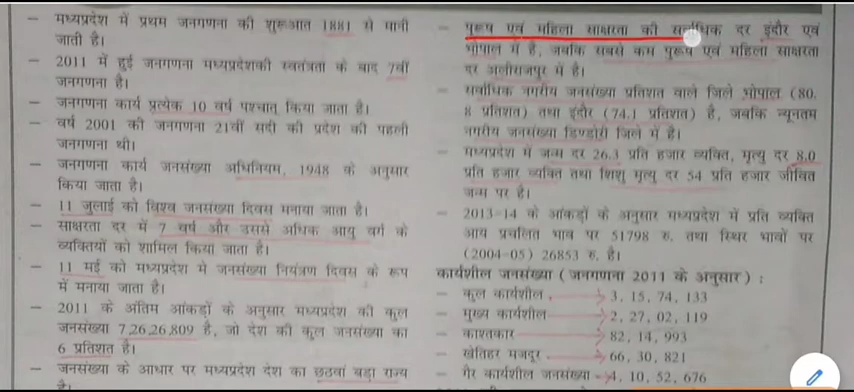 – मध्यप्रदेश में प्रथम जनगणना की शुरूआत 1881 से मानी
जाती है।
– 2011 में हुई जनगणना मध्यप्रदेशकी स्वतंत्रता के बाद 7वीं
जनगणना है।
– जनगणना कार्य प्रत्येक 10 वर्ष पश्चात् किया जाता है।
– वर्ष 2001 की जनगणना 21वीं सदी की प्रदेश की पहली
जनगणना थी।
– जनगणना कार्य जनसंख्या अधिनियम, 1948 के अनुसार
किया जाता है।
– 11 जुलाई को विश्व जनसंख्या दिवस मनाया जाता है।
– साक्षरता दर में 7 वर्ष और उससे अधिक आयु वर्ग के
व्यक्तियों को शामिल किया जाता है।
– 11 मई को मध्यप्रदेश मे जनसंख्या नियंत्रण दिवस के रूप
में मनाया जाता है।
– 2011 के अंतिम आंकड़ों के अनुसार मध्यप्रदेश की कुल
जनसंख्या 7,26,26,809 है, जो देश की कुल जनसंख्या का
6 प्रतिशत है।
– जनसंख्या के आधार पर मध्यप्रदेश देश का छठवां बड़ा राज्य
है।
– पुरूष एवं महिला साक्षरता की सर्वाधिक दर इंदौर एवं
भोपाल में है, जबकि सबसे कम पुरूष एवं महिला साक्षरता
दर अलीराजपुर में है।
– सर्वाधिक नगरीय जनसंख्या प्रतिशत वाले जिले भोपाल (80.
8 प्रतिशत) तथा इंदौर (74.1 प्रतिशत) है, जबकि न्यूनतम
नगरीय जनसंख्या डिण्डोरी जिले में है।
– मध्यप्रदेश में जन्म दर 26.3 प्रति हजार व्यक्ति, मृत्यु दर 8.0
प्रति हजार व्यक्ति तथा शिशु मृत्यु दर 54 प्रति हजार जीवित
जन्म पर है।
– 2013-14 के आंकड़ों के अनुसार मध्यप्रदेश में प्रति व्यक्ति
आय प्रचलित भाव पर 51798 रु. तथा स्थिर भावों पर
(2004-05) 26853 रु. है।
कार्यशील जनसंख्या (जनगणना 2011 के अनुसार) :
– कुल कार्यशील 3, 15, 74, 133
– मुख्य कार्यशील 2, 27, 02, 119
– काश्तकार 82, 14, 993
– खेतिहर मजदूर 66, 30, 821
– गैर कार्यशील जनसंख्या 4, 10, 52, 676